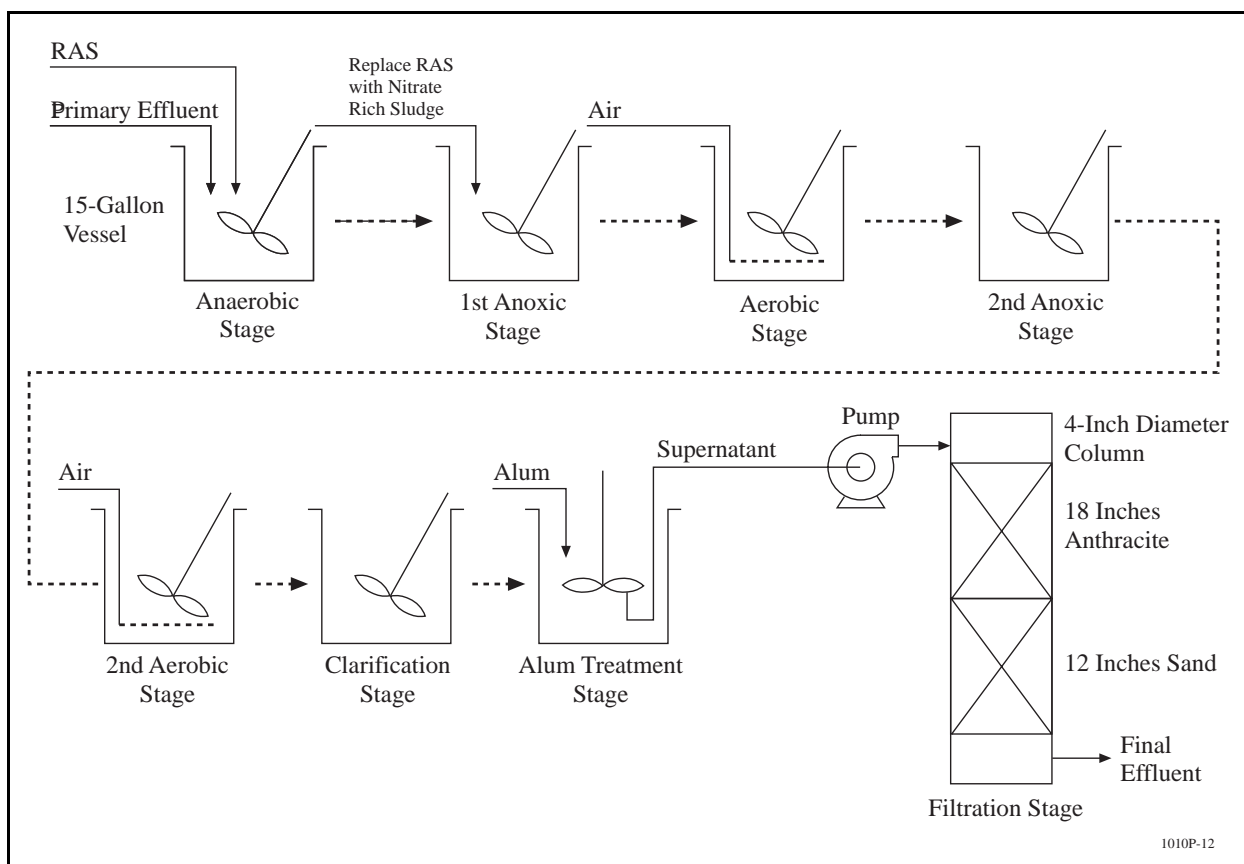 RAS
Primary Effluent
Replace RAS
with Nitrate
Rich Sludge
Air
15-Gallon
Vessel
Anaerobic
Stage
1st Anoxic
Stage
Aerobic
Stage
2nd Anoxic
Stage
Air
Alum
Supernatant
Pump
4-Inch Diameter
Column
18 Inches
Anthracite
12 Inches Sand
2nd Aerobic
Stage
Clarification
Stage
Alum Treatment
Stage
Final
Effluent
Filtration Stage
1010P-12